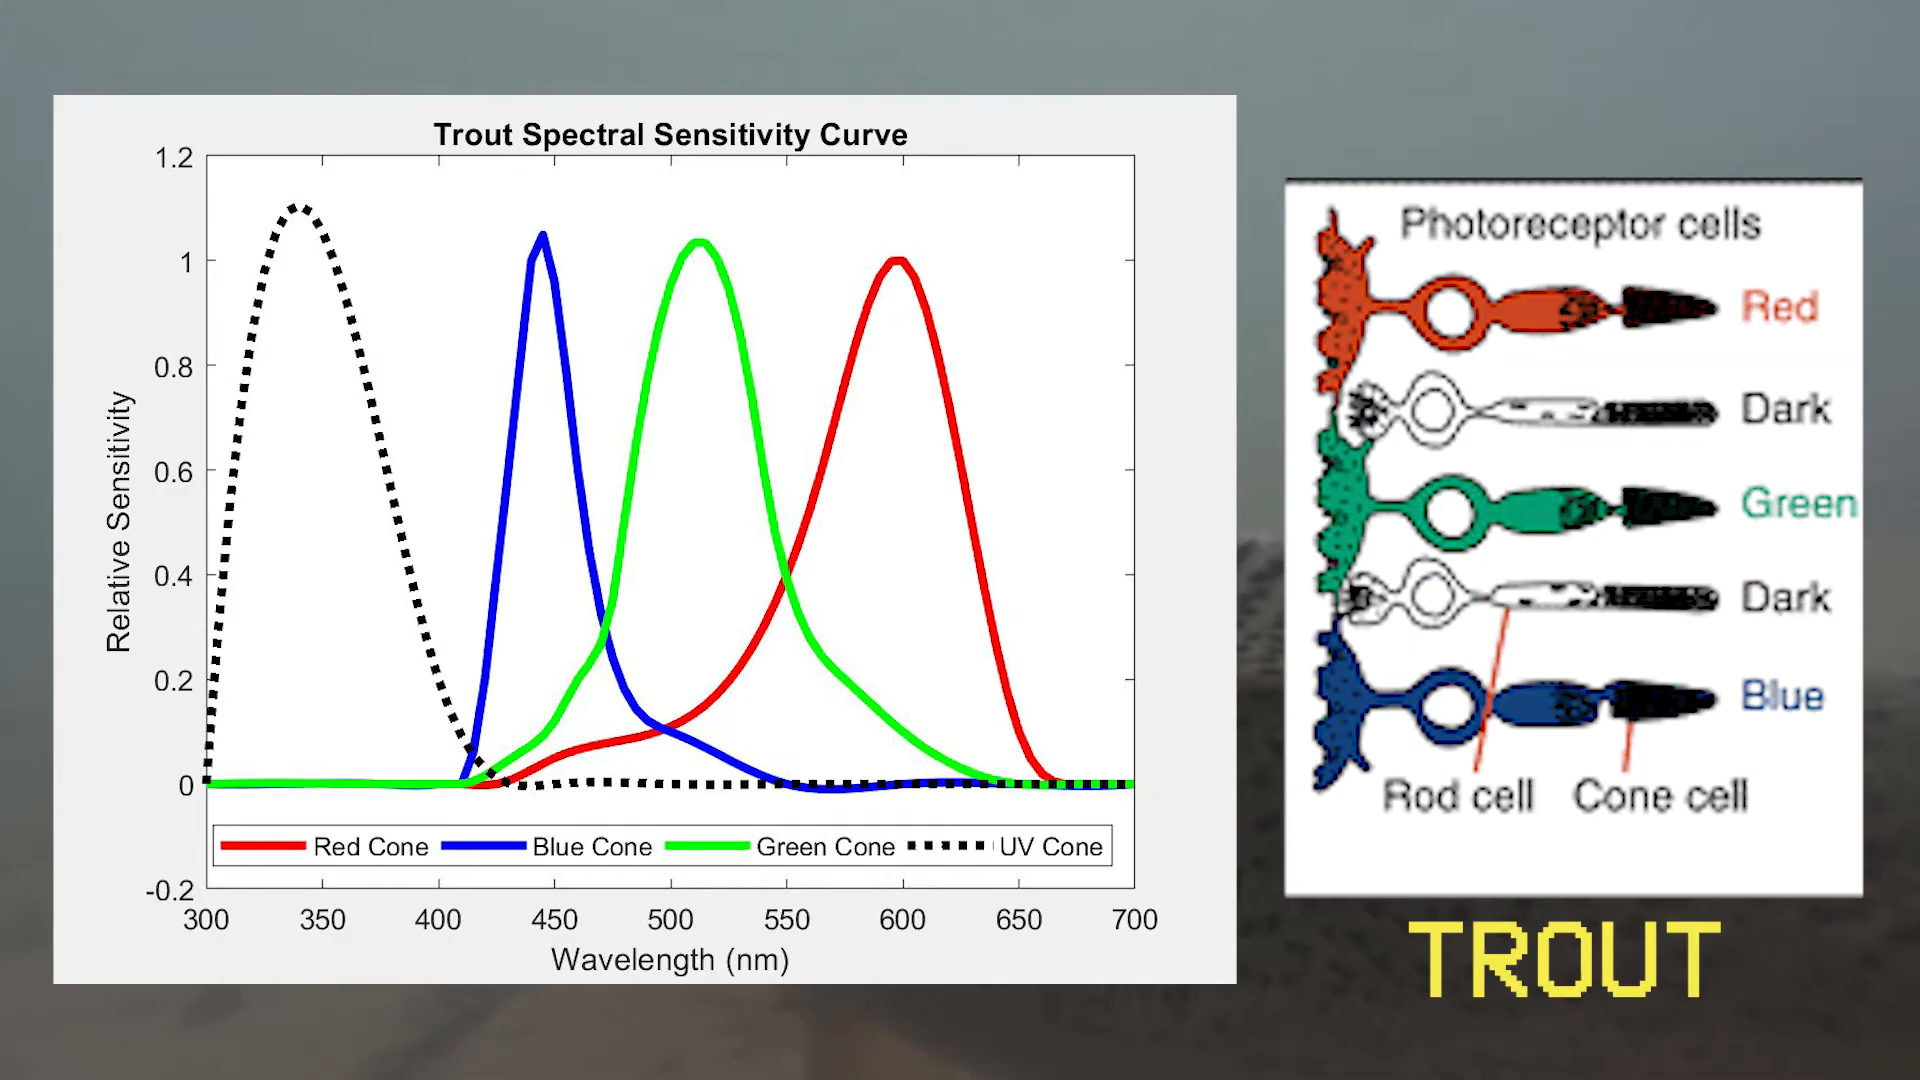 Trout Spectral Sensitivity Curve
1.2
1
0.8
0.6
0.4
0.2
0
-0.2
Relative Sensitivity
Red Cone Blue Cone Green Cone UV Cone
300 350 400 450 500 550 600 650 700
Wavelength (nm)
Photoreceptor cells
Red
Dark
Green
Dark
Blue
Rod cell Cone cell
TROUT